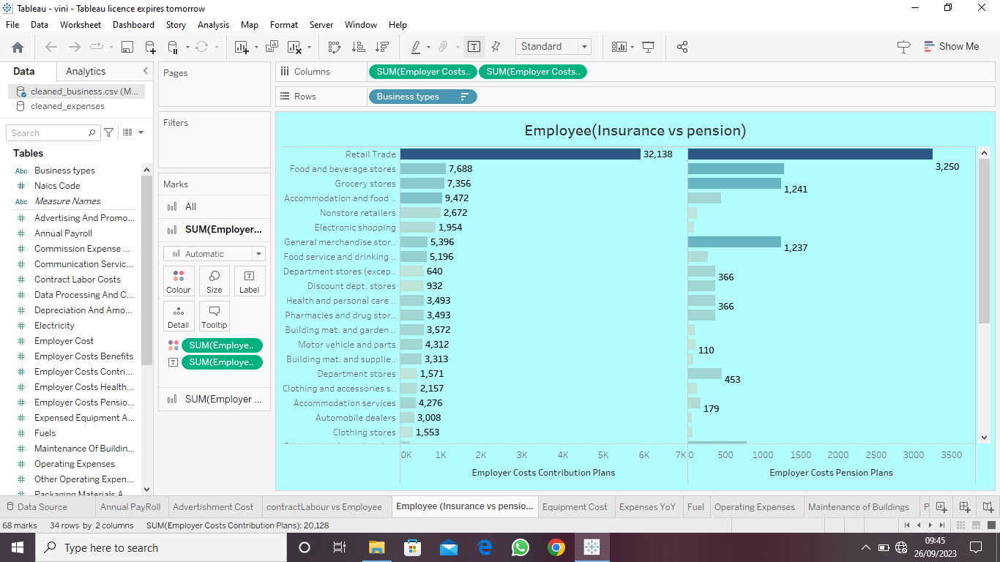 Tableau - vini - Tableau licence expires tomorrow
File Data Worksheet Dashboard Story Analysis Map Format Server Window Help
Standard
Show Me
Data Analytics
cleaned_business.csv (M...
cleaned_expenses
Search
Tables
Abc Business types
# Naics Code
Abc Measure Names
# Advertising And Promo...
# Annual Payroll
# Commission Expense ...
# Communication Servic...
# Contract Labor Costs
# Data Processing And C...
# Depreciation And Amo...
# Electricity
# Employer Cost
# Employer Costs Benefits
# Employer Costs Contri...
# Employer Costs Health...
# Employer Costs Pensio...
# Expensed Equipment A...
# Fuels
# Maintenance Of Buildin...
# Operating Expenses
# Other Operating Expen...
# Packaging Materials A...
Pages
Filters
Marks
All
SUM(Employer...
Automatic
Colour Size Label
Detail Tooltip
SUM(Employe..
SUM(Employe..
SUM(Employer ...
Columns SUM(Employer Costs.. SUM(Employer Costs..
Rows Business types
Employee(Insurance vs pension)
Retail Trade 32,138 3,250
Food and beverage stores 7,688
Grocery stores 7,356 1,241
Accommodation and food .. 9,472
Nonstore retailers 2,672
Electronic shopping 1,954
General merchandise stor.. 5,396 1,237
Food service and drinking .. 5,196
Department stores (excep.. 640 366
Discount dept. stores 932
Health and personal care .. 3,493 366
Pharmacies and drug stor.. 3,493
Building mat. and garden .. 3,572
Motor vehicle and parts 4,312 110
Building mat. and supplie.. 3,313
Department stores 1,571 453
Clothing and accessories s.. 2,157
Accommodation services 4,276 179
Automobile dealers 3,008
Clothing stores 1,553
0K 1K 2K 3K 4K 5K 6K 7K 0 500 1000 1500 2000 2500 3000 3500
Employer Costs Contribution Plans Employer Costs Pension Plans
Data Source Annual PayRoll Advertishment Cost contractLabour vs Employee Employee (Insurance vs pensio... Equipment Cost Expenses YoY Fuel Operating Expenses Maintenance of Buildings P
68 marks 34 rows by 2 columns SUM(Employer Costs Contribution Plans): 20,128
Type here to search
09:45
26/09/2023